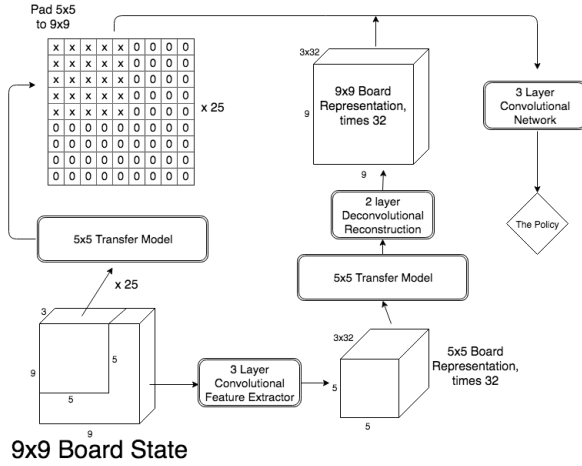 Pad 5x5
to 9x9
x x x x x 0 0 0 0
x x x x x 0 0 0 0
x x x x x 0 0 0 0
x x x x x 0 0 0 0
x x x x x 0 0 0 0
0 0 0 0 0 0 0 0 0
0 0 0 0 0 0 0 0 0
0 0 0 0 0 0 0 0 0
0 0 0 0 0 0 0 0 0
x 25
3x32
9x9 Board
Representation,
times 32
9
9
3 Layer
Convolutional
Network
The Policy
2 layer
Deconvolutional
Reconstruction
5x5 Transfer Model
5x5 Transfer Model
x 25
3
9
5
5
9
3 Layer
Convolutional
Feature Extractor
3x32
5
5
5x5 Board
Representation,
times 32
9x9 Board State